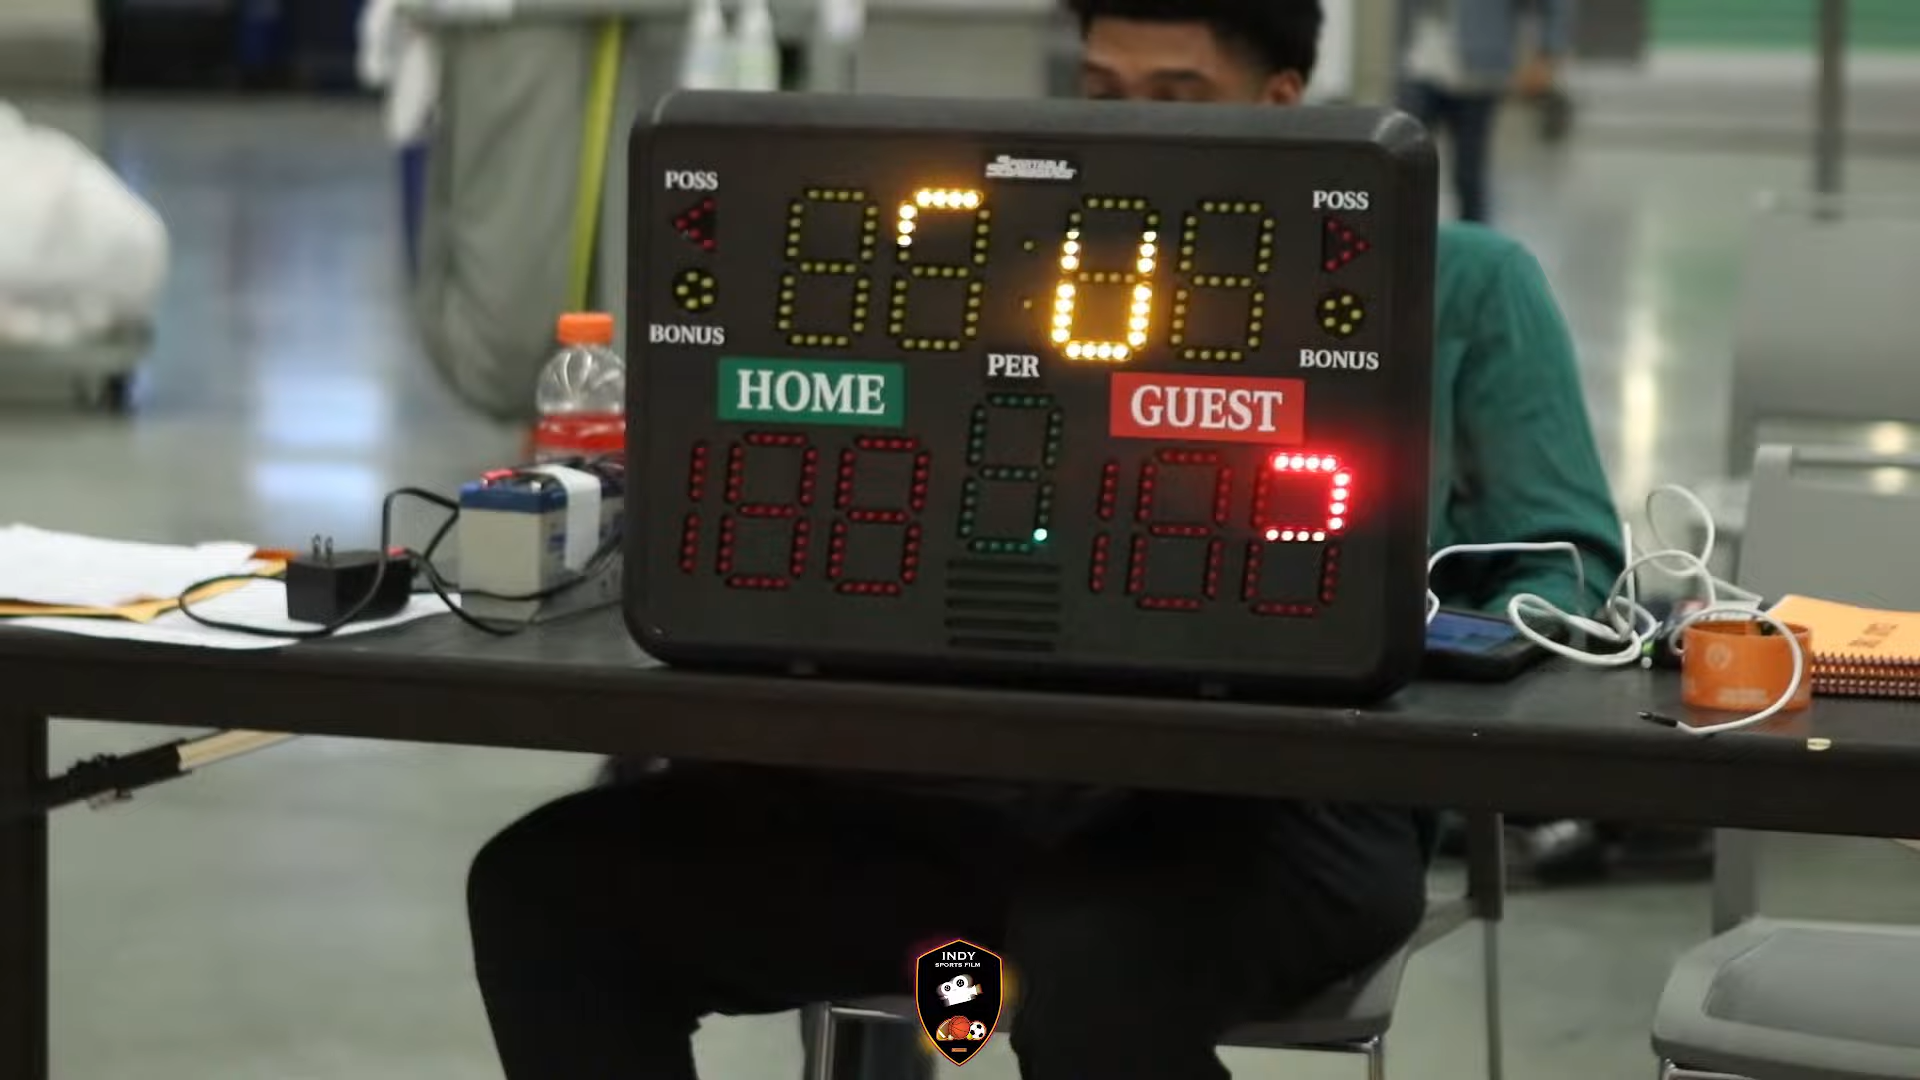 POSS
POSS
BONUS
BONUS
PER
HOME
GUEST
INDY
SPORTS FILM